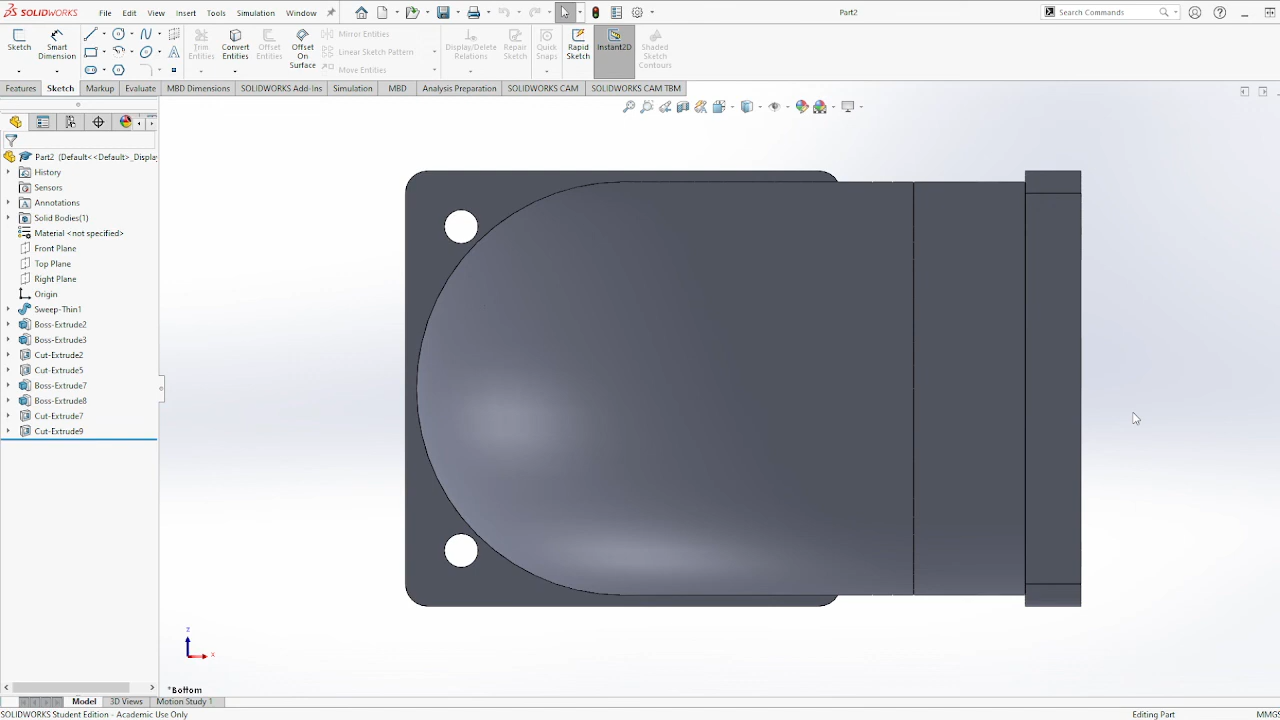 SOLIDWORKS File Edit View Insert Tools Simulation Window Part2 Search Commands
Sketch Smart Dimension Trim Entities Convert Entities Offset Entities Offset On Surface Mirror Entities Linear Sketch Pattern Move Entities Display/Delete Relations Repair Sketch Quick Snaps Rapid Sketch Instant2D Shaded Sketch Contours
Features Sketch Markup Evaluate MBD Dimensions SOLIDWORKS Add-Ins Simulation MBD Analysis Preparation SOLIDWORKS CAM SOLIDWORKS CAM TBM
Part2 (Default<<Default>_Displa
History
Sensors
Annotations
Solid Bodies(1)
Material <not specified>
Front Plane
Top Plane
Right Plane
Origin
Sweep-Thin1
Boss-Extrude2
Boss-Extrude3
Cut-Extrude2
Cut-Extrude5
Boss-Extrude7
Boss-Extrude8
Cut-Extrude7
Cut-Extrude9
z
x
*Bottom
Model 3D Views Motion Study 1
SOLIDWORKS Student Edition - Academic Use Only Editing Part MMGS